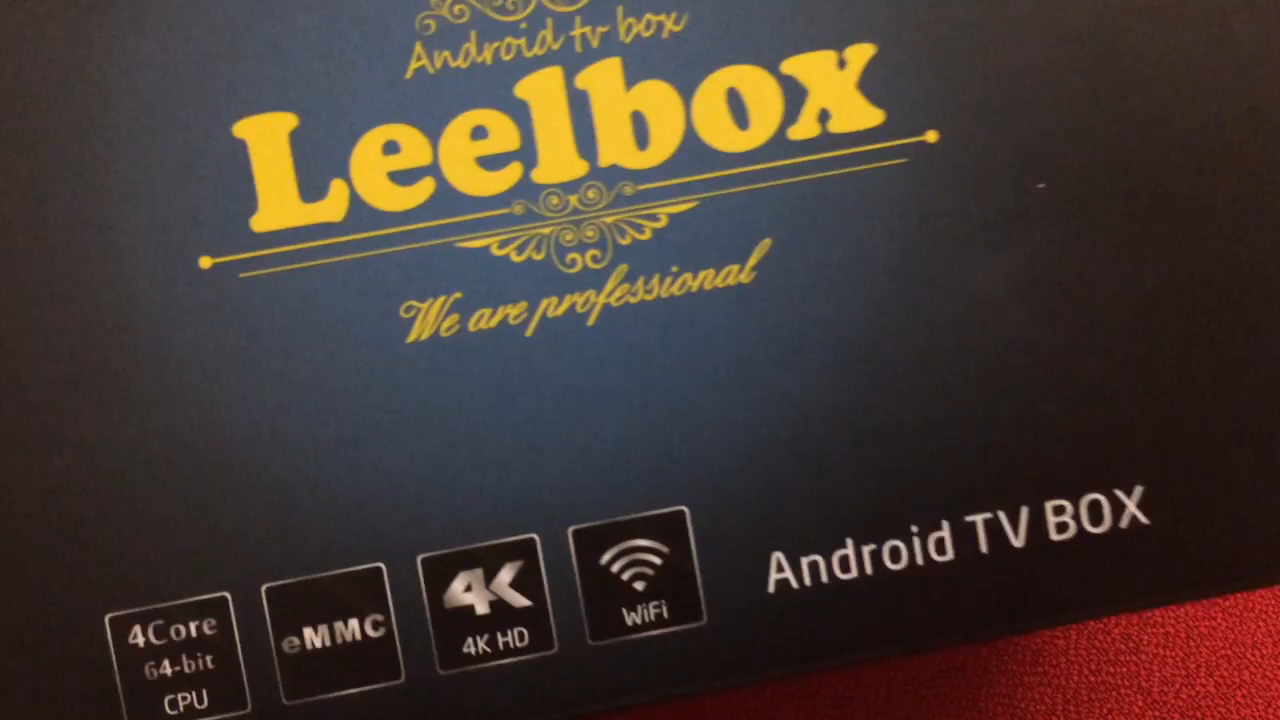 Android tv box
Leelbox
We are professional
4Core
64-bit
CPU
eMMC
4K
4K HD
WiFi
Android TV BOX